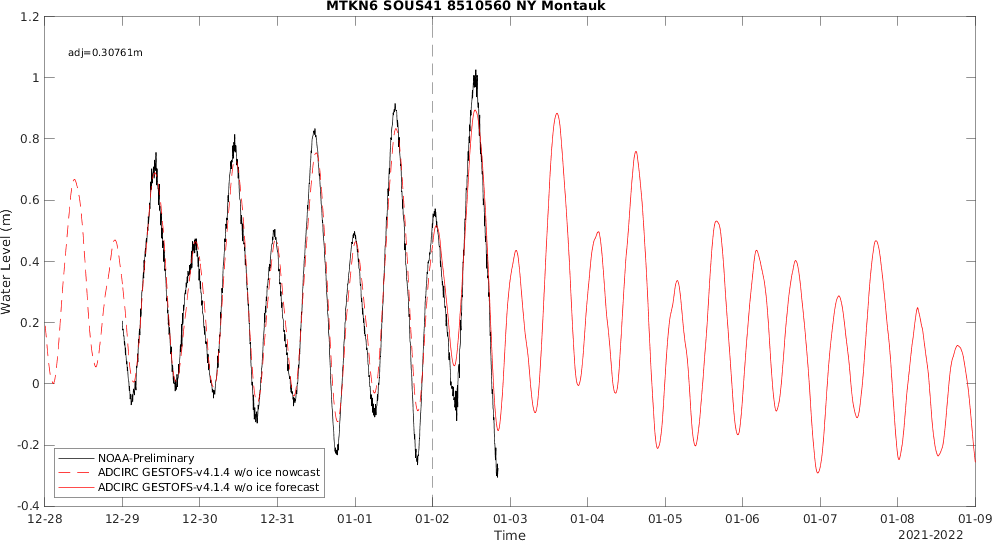 MTKN6 SOUS41 8510560 NY Montauk
adj=0.30761m
Water Level (m)
1.2
1
0.8
0.6
0.4
0.2
0
-0.2
-0.4
NOAA-Preliminary
ADCIRC GESTOFS-v4.1.4 w/o ice nowcast
ADCIRC GESTOFS-v4.1.4 w/o ice forecast
12-28 12-29 12-30 12-31 01-01 01-02 01-03 01-04 01-05 01-06 01-07 01-08 01-09
Time
2021-2022